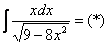 ∫ xdx/√(9−8x²) = (*)